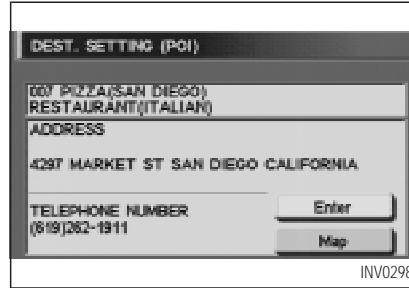 DEST. SETTING (POI)
007 PIZZA(SAN DIEGO)
RESTAURANT(ITALIAN)
ADDRESS
4297 MARKET ST SAN DIEGO CALIFORNIA
TELEPHONE NUMBER
(619)262-1911
Enter
Map
INV0298